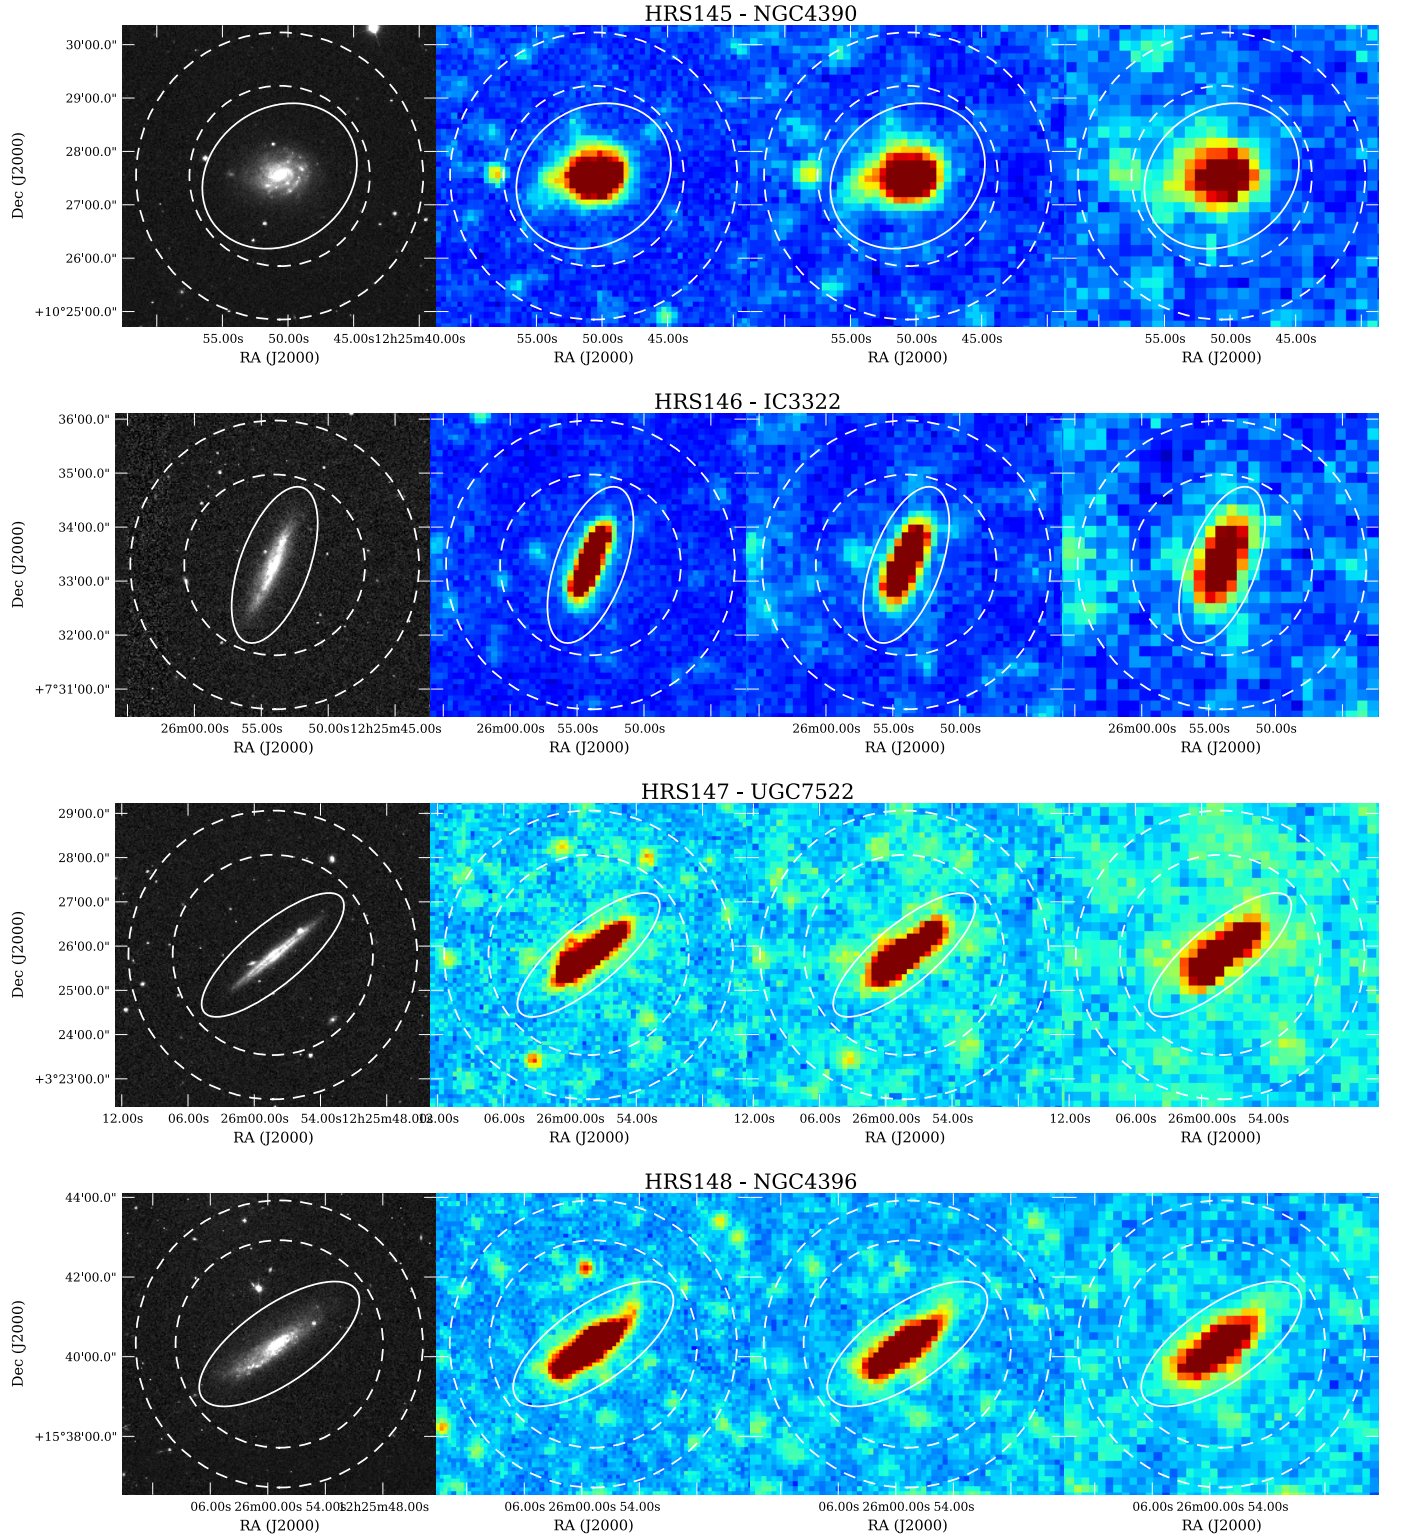 HRS145 - NGC4390
30'00.0"
29'00.0"
28'00.0"
27'00.0"
26'00.0"
+10°25'00.0"
Dec (J2000)
55.00s 50.00s 45.00s12h25m40.00s 55.00s 50.00s 45.00s 55.00s 50.00s 45.00s 55.00s 50.00s 45.00s
RA (J2000) RA (J2000) RA (J2000) RA (J2000)
HRS146 - IC3322
36'00.0"
35'00.0"
34'00.0"
33'00.0"
32'00.0"
+7°31'00.0"
Dec (J2000)
26m00.00s 55.00s 50.00s12h25m45.00s 26m00.00s 55.00s 50.00s 26m00.00s 55.00s 50.00s 26m00.00s 55.00s 50.00s
RA (J2000) RA (J2000) RA (J2000) RA (J2000)
HRS147 - UGC7522
29'00.0"
28'00.0"
27'00.0"
26'00.0"
25'00.0"
24'00.0"
+3°23'00.0"
Dec (J2000)
12.00s 06.00s 26m00.00s 54.00s12h25m48.00s 06.00s 26m00.00s 54.00s 12.00s 06.00s 26m00.00s 54.00s 12.00s 06.00s 26m00.00s 54.00s
RA (J2000) RA (J2000) RA (J2000) RA (J2000)
HRS148 - NGC4396
44'00.0"
42'00.0"
40'00.0"
+15°38'00.0"
Dec (J2000)
06.00s 26m00.00s 54.00s 12h25m48.00s 06.00s 26m00.00s 54.00s 06.00s 26m00.00s 54.00s 06.00s 26m00.00s 54.00s
RA (J2000) RA (J2000) RA (J2000) RA (J2000)